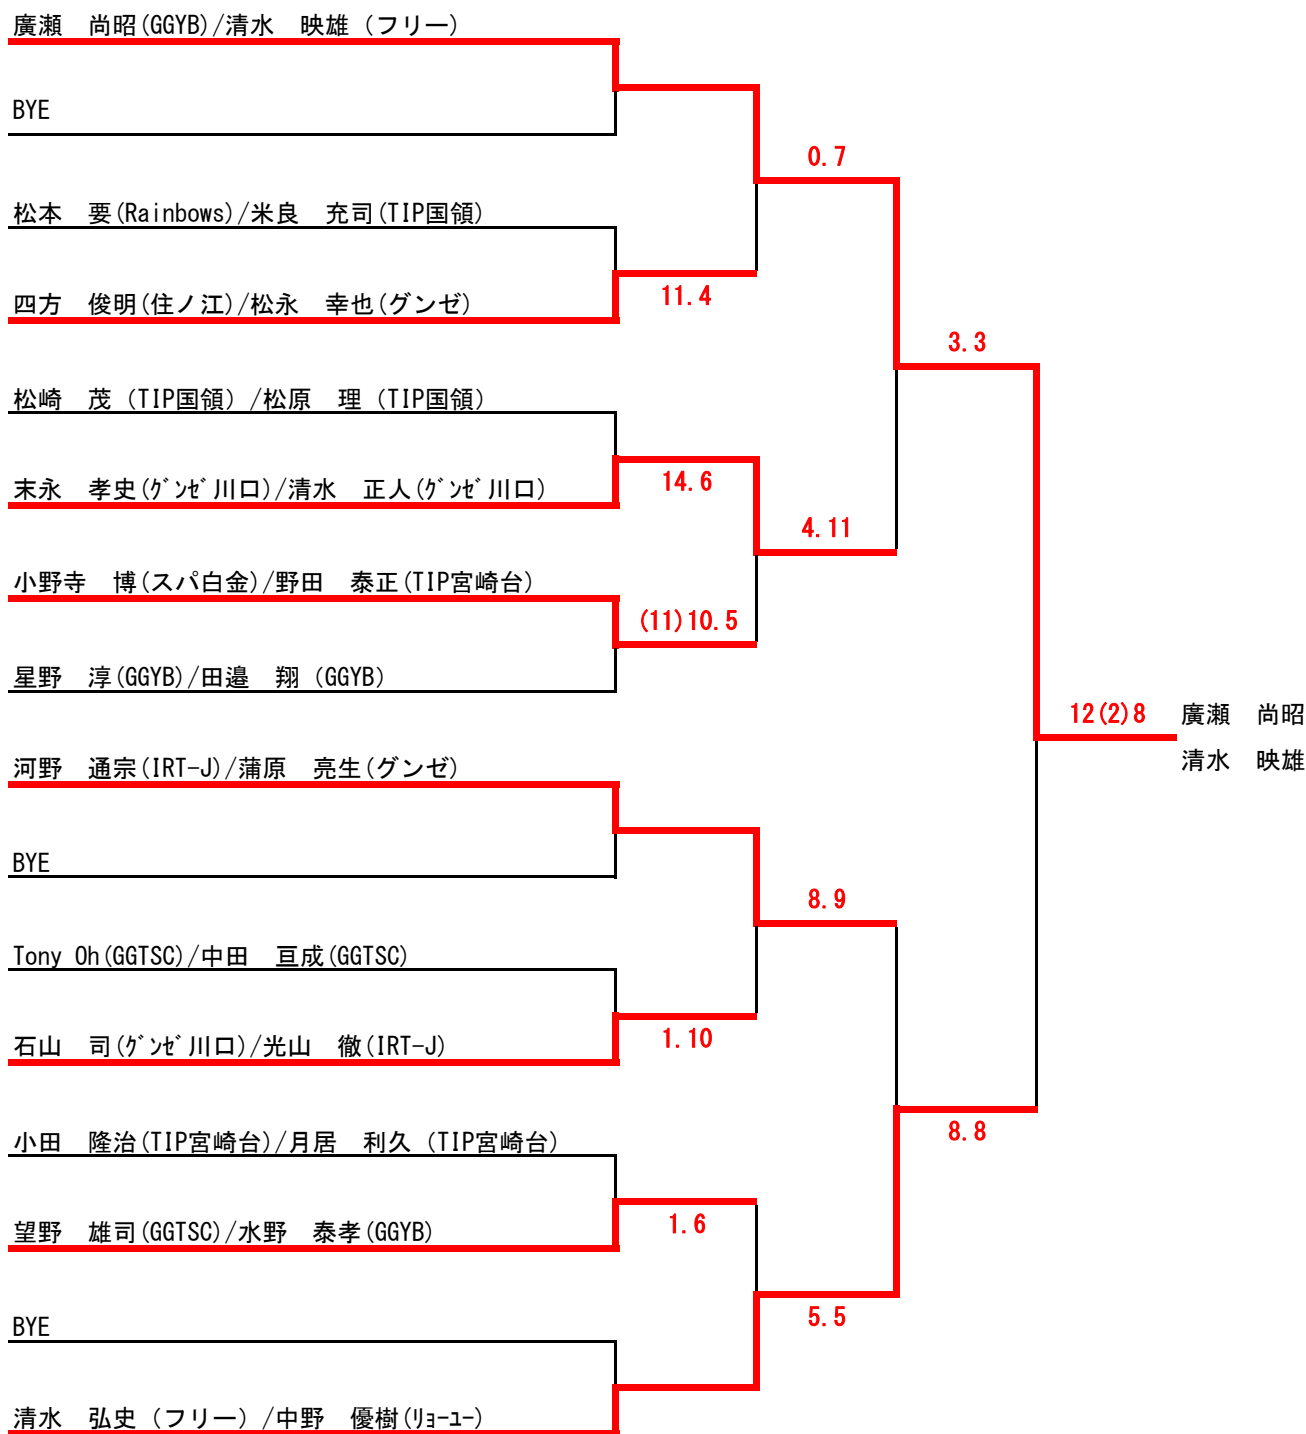 廣瀬　尚昭(GGYB)/清水　映雄（フリー)
BYE
0.7
松本　要(Rainbows)/米良　充司(TIP国領)
四方　俊明(住ノ江)/松永　幸也(グンゼ)
11.4
3.3
松崎　茂（TIP国領）/松原　理（TIP国領）
末永　孝史(ｸﾞﾝｾﾞ川口)/清水　正人(ｸﾞﾝｾﾞ川口)
14.6
4.11
小野寺　博(スパ白金)/野田　泰正(TIP宮崎台)
(11)10.5
星野　淳(GGYB)/田邉　翔（GGYB）
12(2)8
廣瀬　尚昭
清水　映雄
河野　通宗(IRT-J)/蒲原　亮生(グンゼ)
BYE
8.9
Tony Oh(GGTSC)/中田　亘成(GGTSC)
石山　司(ｸﾞﾝｾﾞ川口)/光山　徹(IRT-J)
1.10
小田　隆治(TIP宮崎台)/月居　利久（TIP宮崎台）
8.8
望野　雄司(GGTSC)/水野　泰孝(GGYB)
1.6
BYE
5.5
清水　弘史（フリー）/中野　優樹(ﾘｮｰﾕｰ)